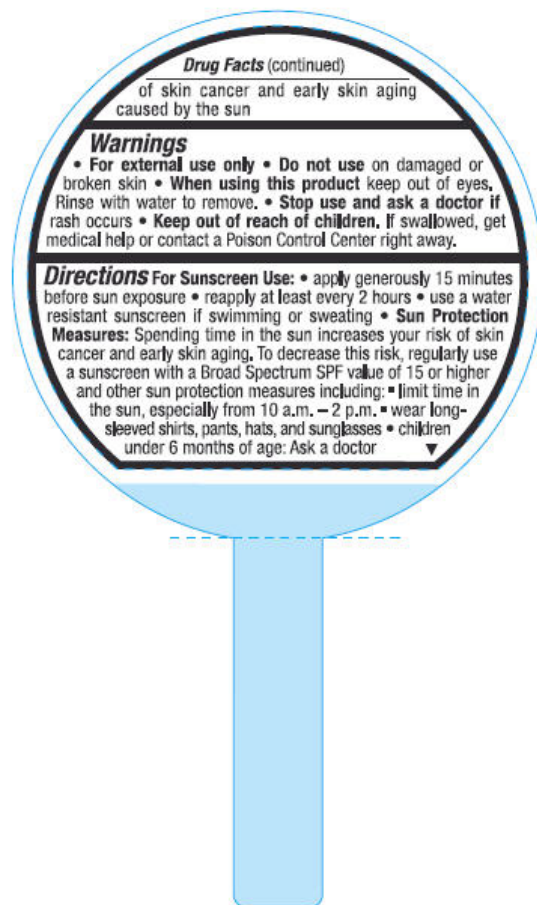 Drug Facts (continued)
of skin cancer and early skin aging
caused by the sun
Warnings
• For external use only • Do not use on damaged or
broken skin • When using this product keep out of eyes.
Rinse with water to remove. • Stop use and ask a doctor if
rash occurs • Keep out of reach of children. If swallowed, get
medical help or contact a Poison Control Center right away.
Directions For Sunscreen Use: • apply generously 15 minutes
before sun exposure • reapply at least every 2 hours • use a water
resistant sunscreen if swimming or sweating • Sun Protection
Measures: Spending time in the sun increases your risk of skin
cancer and early skin aging. To decrease this risk, regularly use
a sunscreen with a Broad Spectrum SPF value of 15 or higher
and other sun protection measures including: ▪ limit time in
the sun, especially from 10 a.m. – 2 p.m. ▪ wear long-
sleeved shirts, pants, hats, and sunglasses • children
under 6 months of age: Ask a doctor ▼